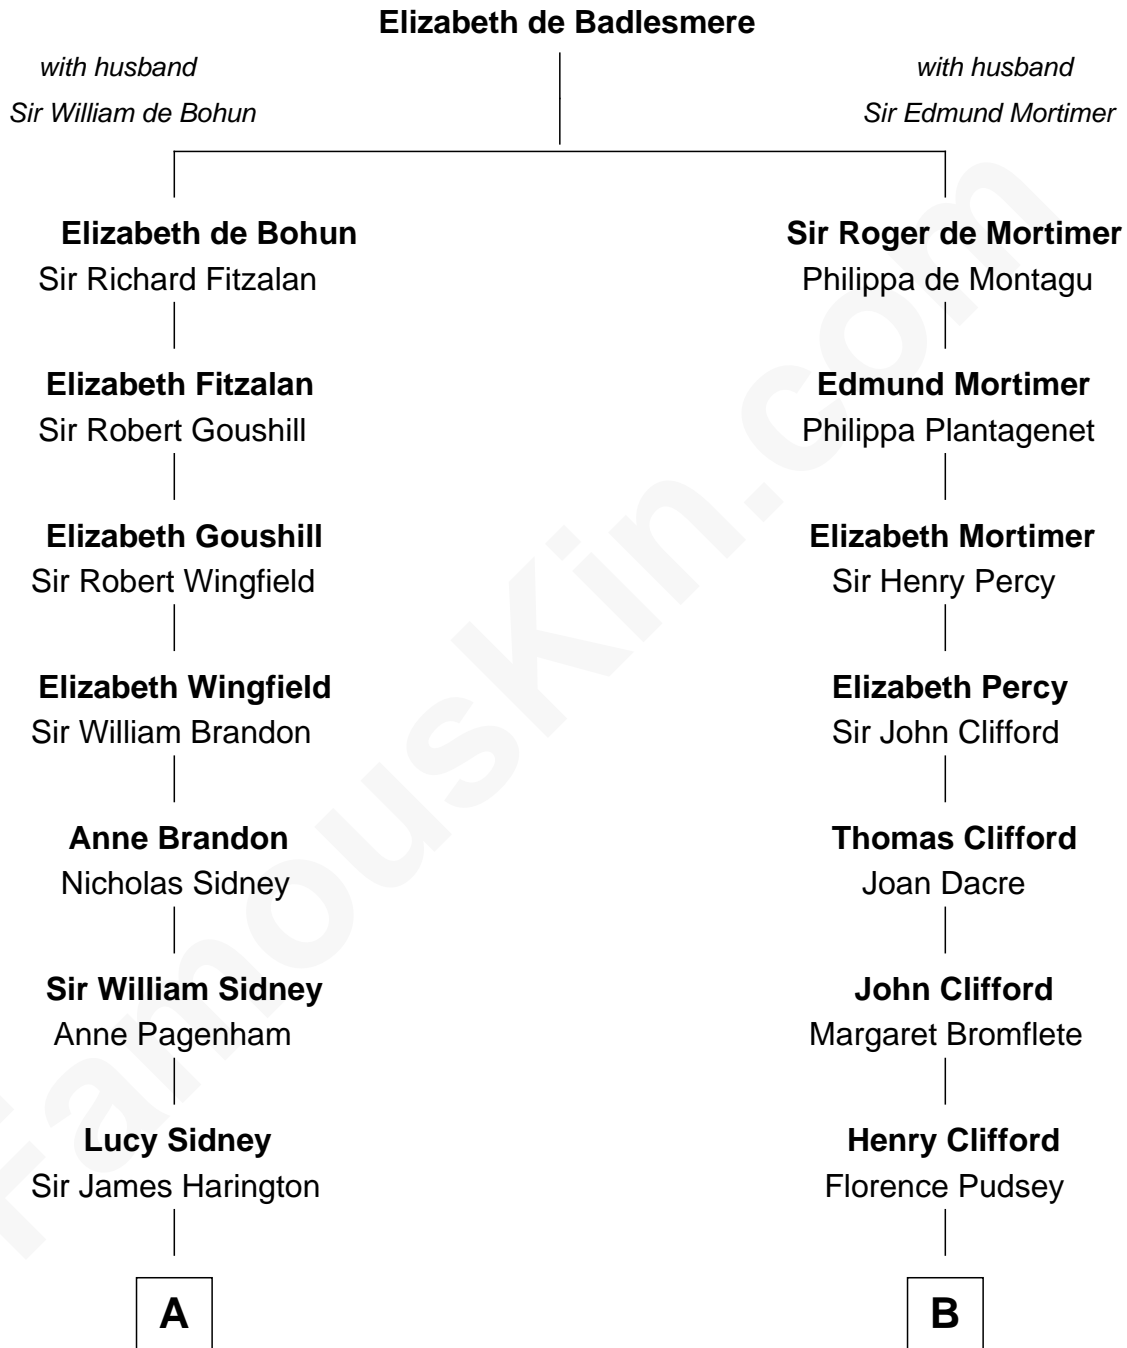 Elizabeth de Badlesmere
with husband
Sir William de Bohun
with husband
Sir Edmund Mortimer
Elizabeth de Bohun
Sir Richard Fitzalan
Sir Roger de Mortimer
Philippa de Montagu
Elizabeth Fitzalan
Sir Robert Goushill
Edmund Mortimer
Philippa Plantagenet
Elizabeth Goushill
Sir Robert Wingfield
Elizabeth Mortimer
Sir Henry Percy
Elizabeth Wingfield
Sir William Brandon
Elizabeth Percy
Sir John Clifford
Anne Brandon
Nicholas Sidney
Thomas Clifford
Joan Dacre
Sir William Sidney
Anne Pagenham
John Clifford
Margaret Bromflete
Lucy Sidney
Sir James Harington
Henry Clifford
Florence Pudsey
A
B
FamousKin.com